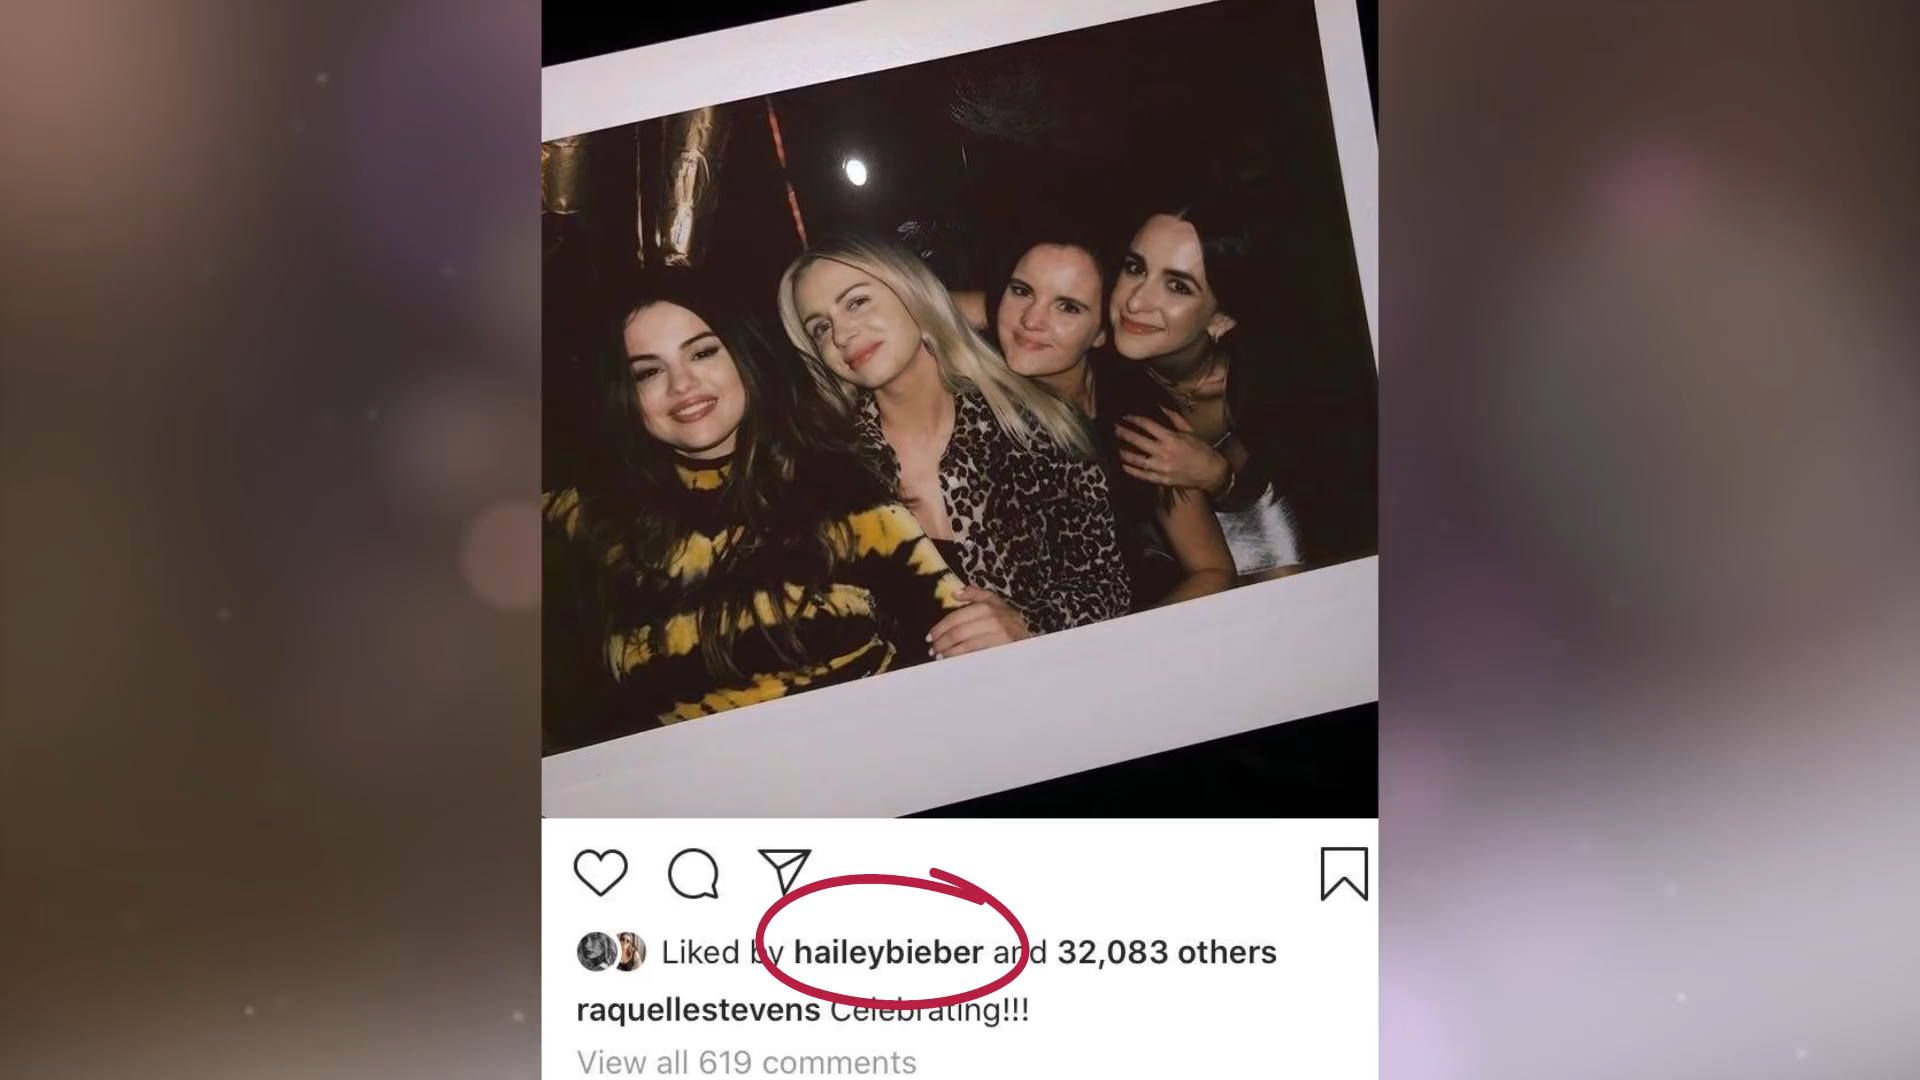 Liked by haileybieber and 32,083 others
raquellestevens Celebrating!!!
View all 619 comments